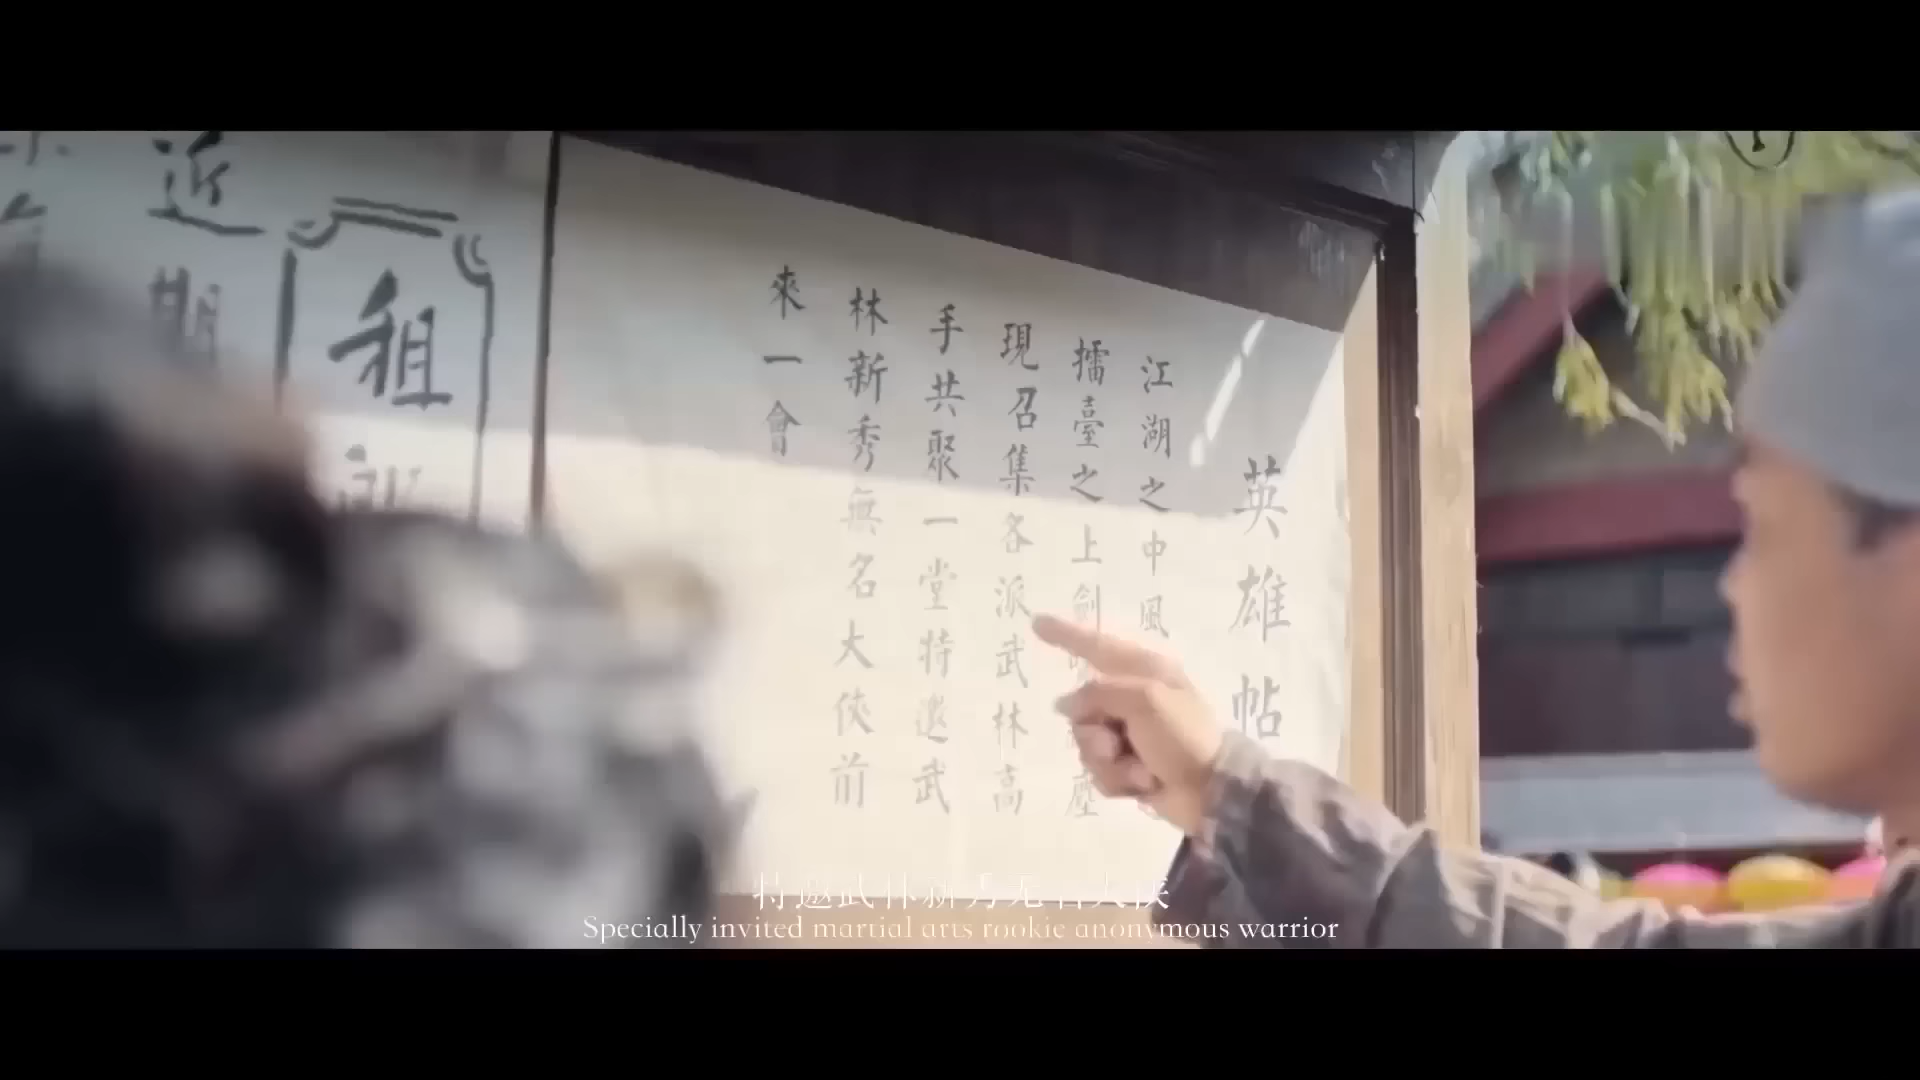 英雄帖
江湖之中風
擂臺之上劍
現召集各派武林高
手共聚一堂特邀武
林新秀無名大俠前
來一會
租
近期
特邀武林新秀无名大侠
Specially invited martial arts rookie anonymous warrior